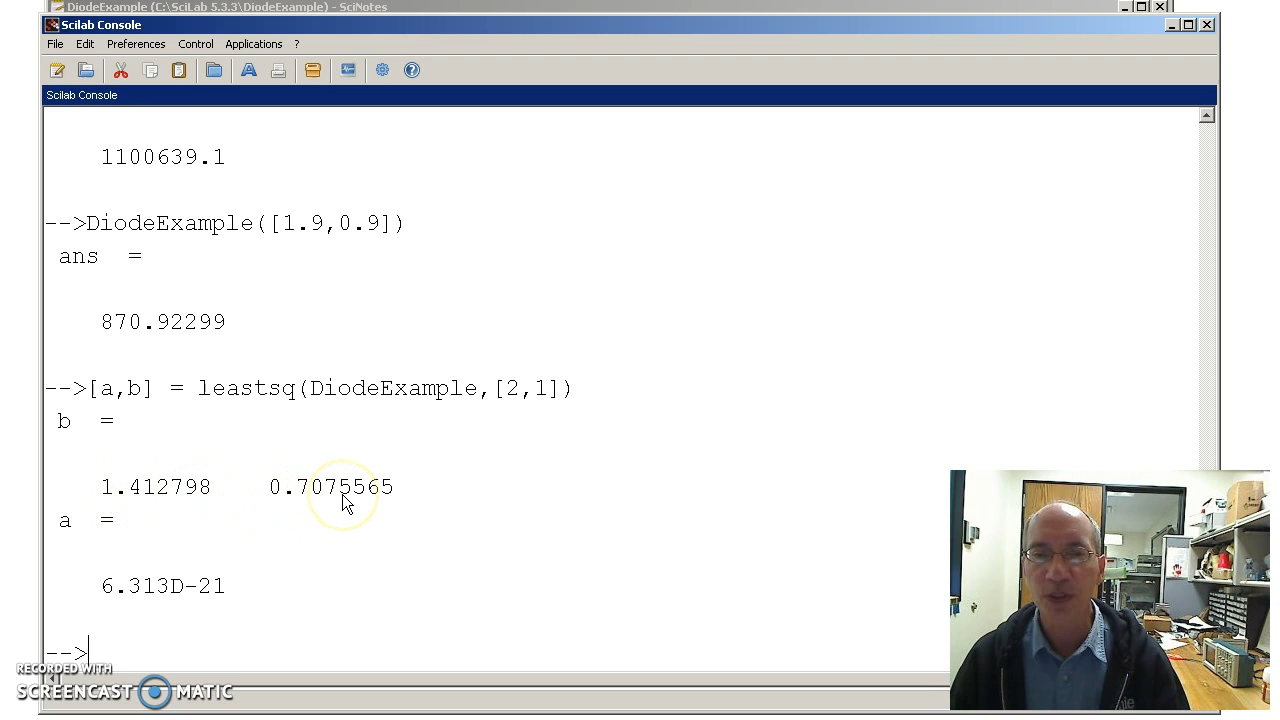 DiodeExample (C:\SciLab 5.3.3\DiodeExample) - SciNotes
Scilab Console
File Edit Preferences Control Applications ?
Scilab Console
1100639.1
-->DiodeExample([1.9,0.9])
ans =
870.92299
-->[a,b] = leastsq(DiodeExample,[2,1])
b =
1.412798 0.7075565
a =
6.313D-21
-->
RECORDED WITH
SCREENCAST MATIC